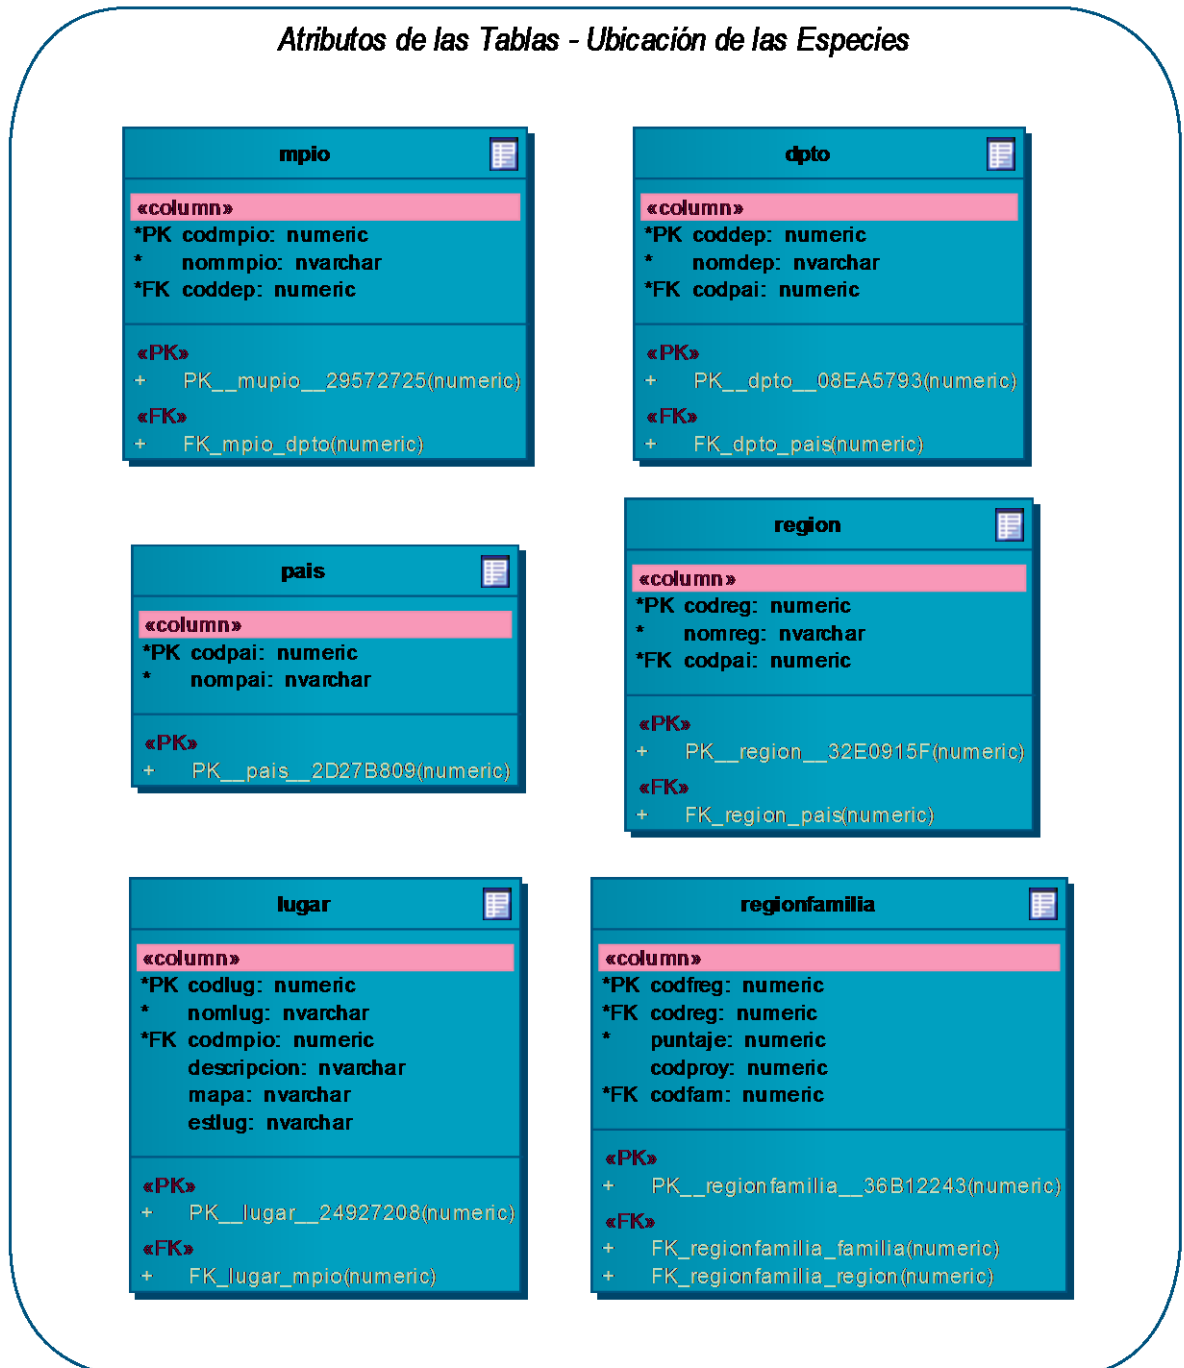 Atributos de las Tablas - Ubicación de las Especies
mpio
«column»
*PK codmpio: numeric
* nommpio: nvarchar
*FK coddep: numeric
«PK»
+ PK__mupio__29572725(numeric)
«FK»
+ FK_mpio_dpto(numeric)
dpto
«column»
*PK coddep: numeric
* nomdep: nvarchar
*FK codpai: numeric
«PK»
+ PK__dpto__08EA5793(numeric)
«FK»
+ FK_dpto_pais(numeric)
pais
«column»
*PK codpai: numeric
* nompai: nvarchar
«PK»
+ PK__pais__2D27B809(numeric)
region
«column»
*PK codreg: numeric
* nomreg: nvarchar
*FK codpai: numeric
«PK»
+ PK__region__32E0915F(numeric)
«FK»
+ FK_region_pais(numeric)
lugar
«column»
*PK codlug: numeric
* nomlug: nvarchar
*FK codmpio: numeric
descripcion: nvarchar
mapa: nvarchar
estlug: nvarchar
«PK»
+ PK__lugar__24927208(numeric)
«FK»
+ FK_lugar_mpio(numeric)
regionfamilia
«column»
*PK codfreg: numeric
*FK codreg: numeric
* puntaje: numeric
codproy: numeric
*FK codfam: numeric
«PK»
+ PK__regionfamilia__36B12243(numeric)
«FK»
+ FK_regionfamilia_familia(numeric)
+ FK_regionfamilia_region(numeric)